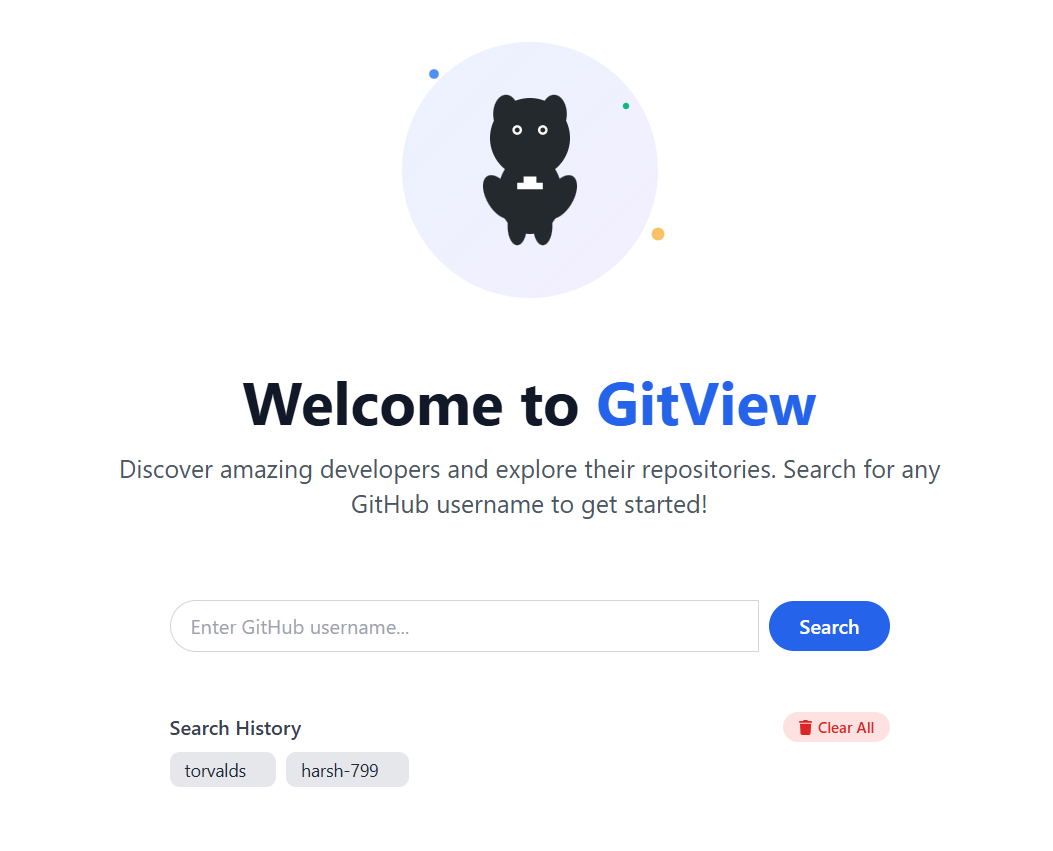 Welcome to GitView
Discover amazing developers and explore their repositories. Search for any
GitHub username to get started!
Enter GitHub username...
Search
Search History
Clear All
torvalds
harsh-799